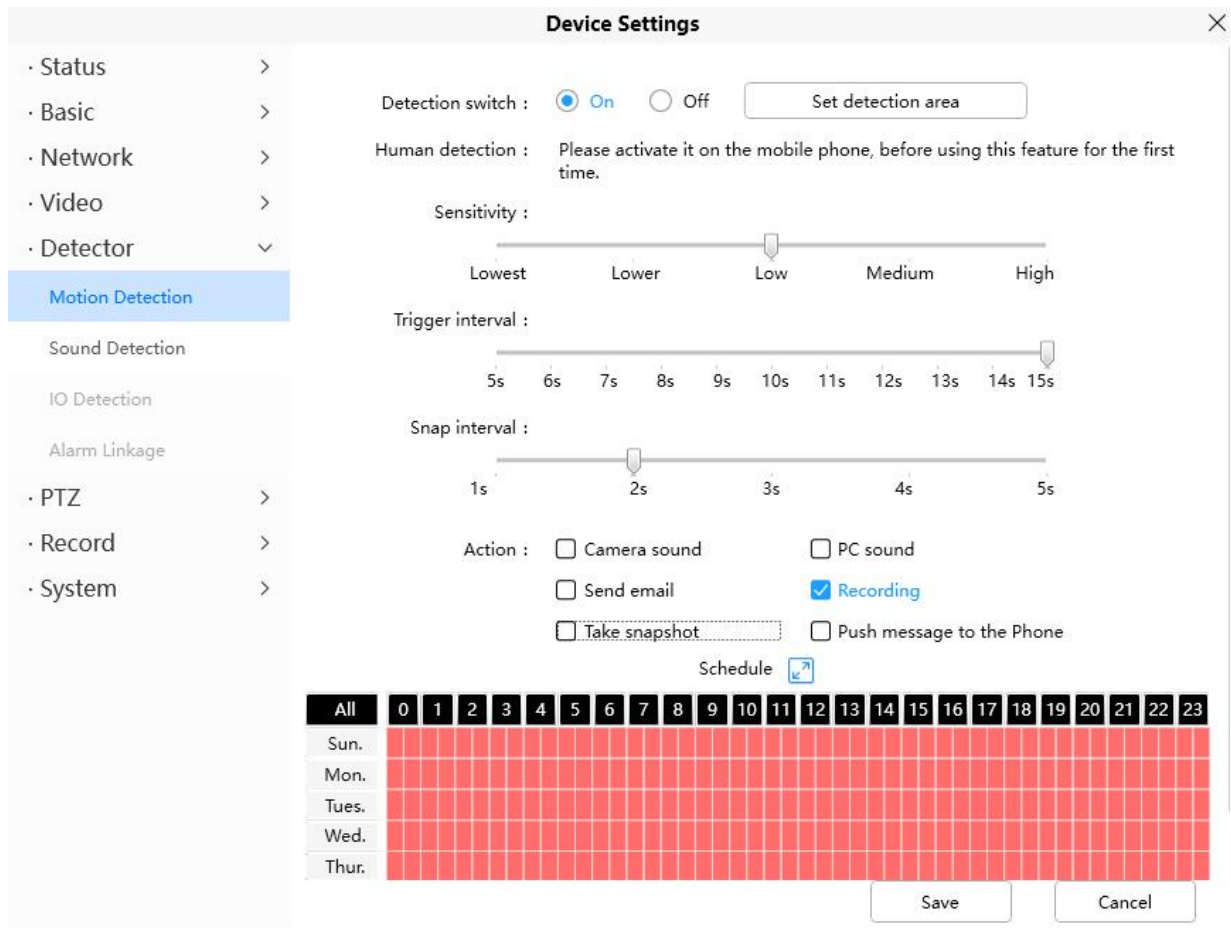 Device Settings
· Status
· Basic
· Network
· Video
· Detector
Motion Detection
Sound Detection
IO Detection
Alarm Linkage
· PTZ
· Record
· System
Detection switch : On Off Set detection area
Human detection : Please activate it on the mobile phone, before using this feature for the first
time.
Sensitivity :
Lowest Lower Low Medium High
Trigger interval :
5s 6s 7s 8s 9s 10s 11s 12s 13s 14s 15s
Snap interval :
1s 2s 3s 4s 5s
Action : Camera sound PC sound
Send email Recording
Take snapshot Push message to the Phone
Schedule
All 0 1 2 3 4 5 6 7 8 9 10 11 12 13 14 15 16 17 18 19 20 21 22 23
Sun.
Mon.
Tues.
Wed.
Thur.
Save Cancel